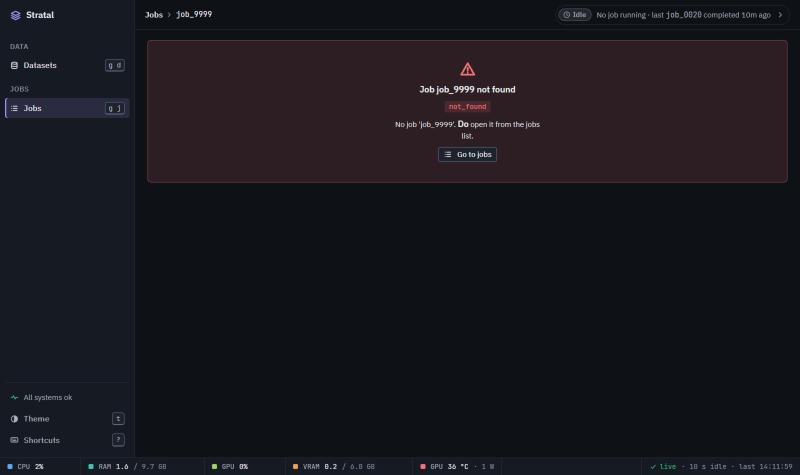 Stratal
Jobs > job_9999
Idle No job running · last job_0020 completed 10m ago >
DATA
Datasets g d
JOBS
Jobs g j
Job job_9999 not found
not_found
No job 'job_9999'. Do open it from the jobs
list.
Go to jobs
All systems ok
Theme t
Shortcuts ?
CPU 2% RAM 1.6 / 9.7 GB GPU 0% VRAM 0.2 / 6.0 GB GPU 36 °C · 1 W live · 10 s idle · last 14:11:59